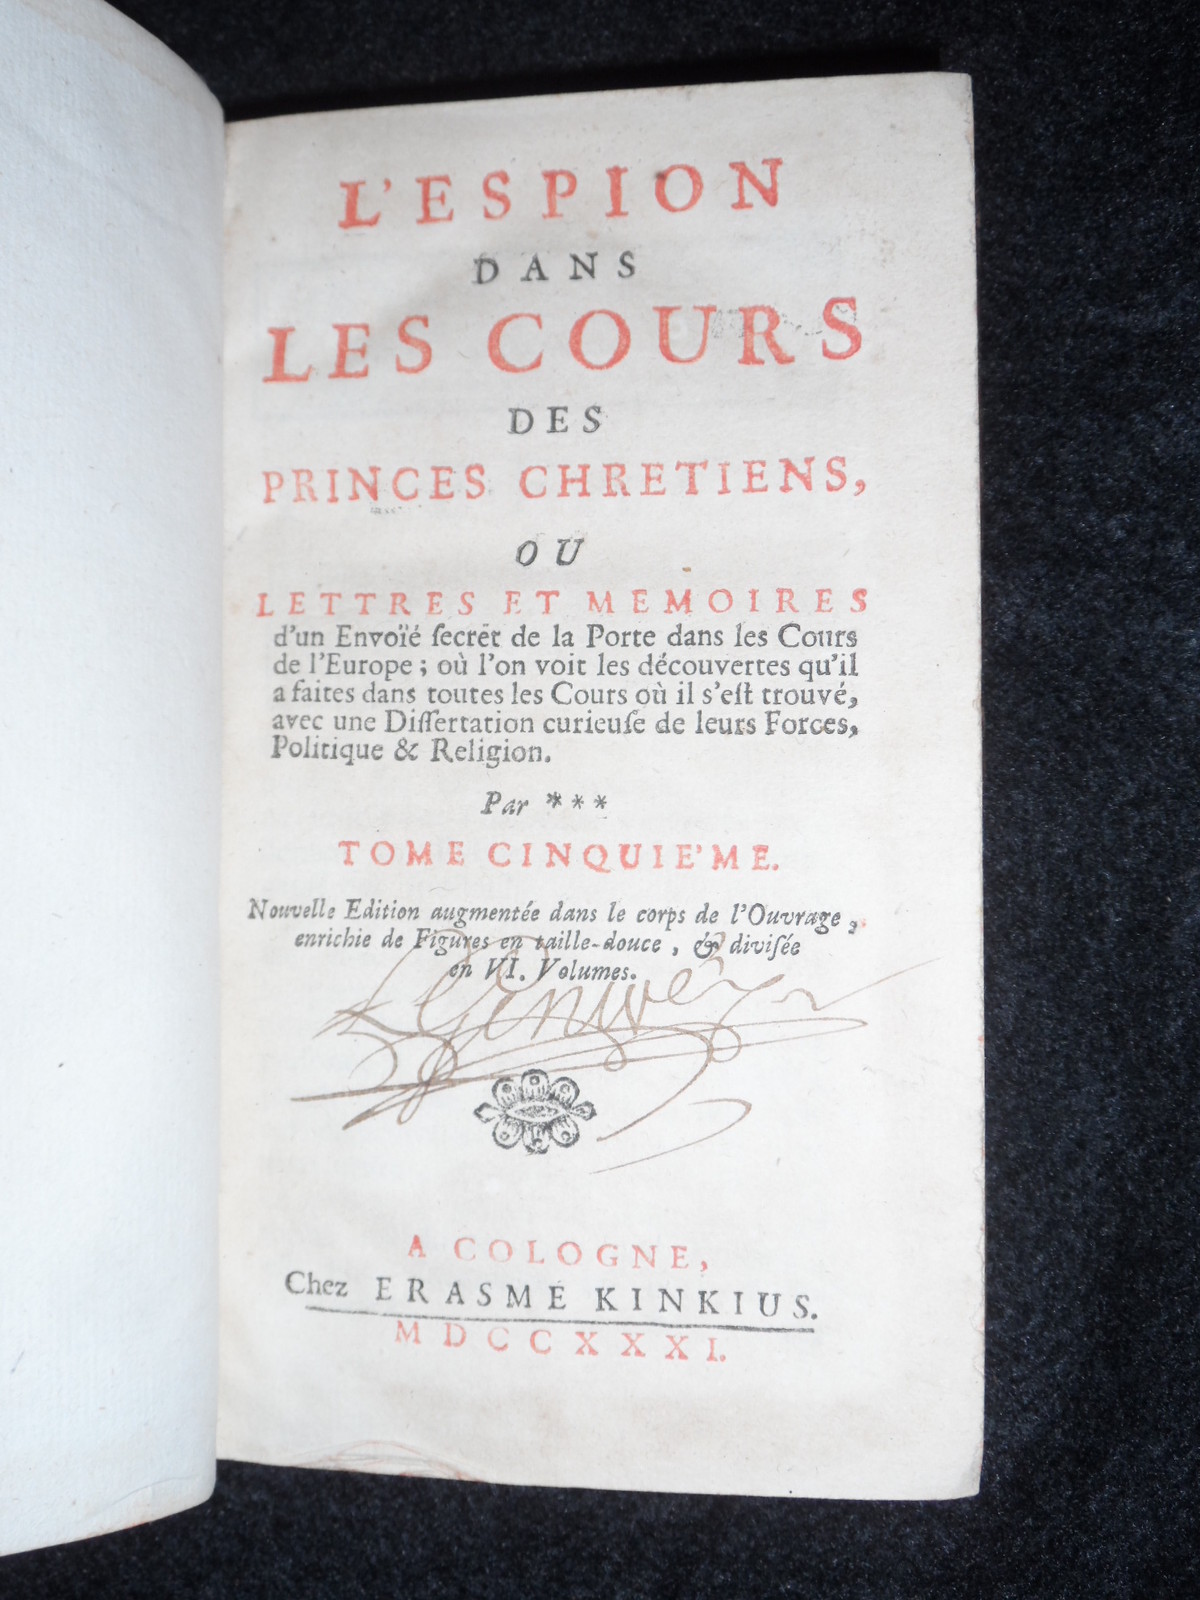 L'ESPION
DANS
LES COURS
DES
PRINCES CHRETIENS,
OU
LETTRES ET MEMOIRES
d'un Envoïé ſecret de la Porte dans les Cours
de l'Europe ; où l'on voit les découvertes qu'il
a faites dans toutes les Cours où il s'eſt trouvé,
avec une Diſſertation curieuſe de leurs Forces,
Politique & Religion.
Par ***
TOME CINQUIE'ME.
Nouvelle Edition augmentée dans le corps de l'Ouvrage,
enrichie de Figures en taille-douce, & diviſée
en VI. Volumes.
A COLOGNE,
Chez ERASME KINKIUS.
MDCCXXXI.